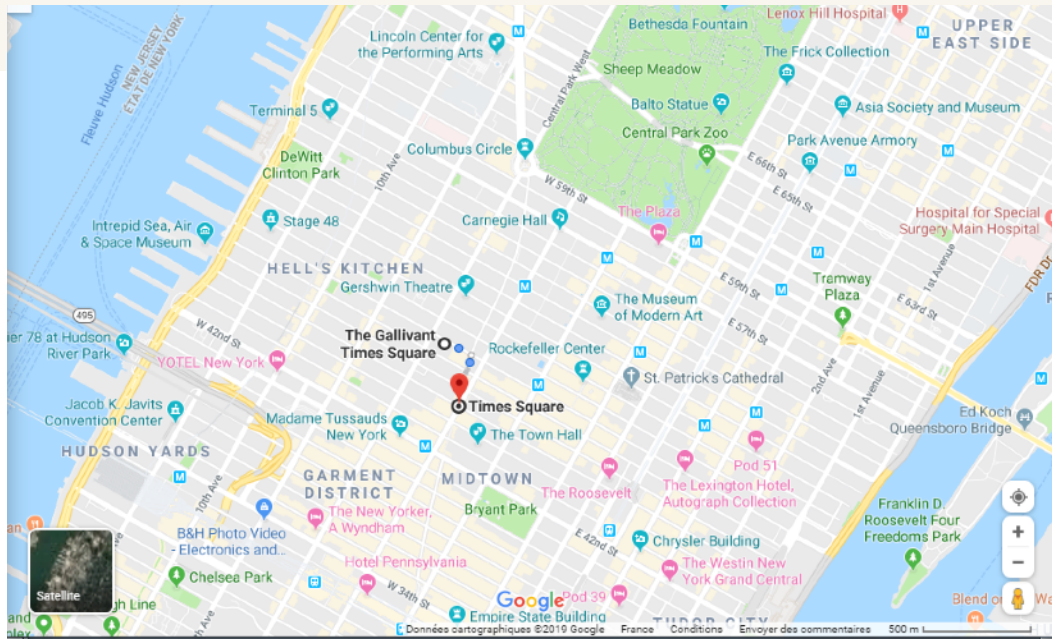 Lenox Hill Hospital
Bethesda Fountain
UPPER
EAST SIDE
Lincoln Center for
the Performing Arts
NEW JERSEY
ÉTAT DE NEW YORK
Fleuve Hudson
Central Park West
Sheep Meadow
The Frick Collection
Terminal 5
Balto Statue
Asia Society and Museum
Central Park Zoo
Park Avenue Armory
Columbus Circle
DeWitt
Clinton Park
10th Ave
E 66th St
E 65th St
W 59th St
Stage 48
Carnegie Hall
The Plaza
Hospital for Special
Surgery Main Hospital
Intrepid Sea, Air
& Space Museum
HELL'S KITCHEN
Gershwin Theatre
1st Avenue
FDR Dr
E 59th St
Tramway
Plaza
E 63rd St
The Museum
of Modern Art
495
W 42nd St
E 57th St
The Gallivant
Times Square
Rockefeller Center
78 at Hudson
River Park
YOTEL New York
St. Patrick's Cathedral
2nd Ave
1st Avenue
Times Square
Jacob K. Javits
Convention Center
Madame Tussauds
New York
The Town Hall
Ed Koch
Queensboro Bridge
HUDSON YARDS
GARMENT
DISTRICT
MIDTOWN
Pod 51
The Roosevelt
The Lexington Hotel,
Autograph Collection
10th Ave
The New Yorker,
A Wyndham
Bryant Park
Franklin D.
Roosevelt Four
Freedoms Park
B&H Photo Video
- Electronics and...
E 42nd St
Chrysler Building
Hotel Pennsylvania
The Westin New
York Grand Central
Chelsea Park
W 34th St
Satellite
Google
Pod 39
Blend on
High Line
Empire State Building
TUDOR CITY
Données cartographiques ©2019 Google France Conditions Envoyer des commentaires 500 m